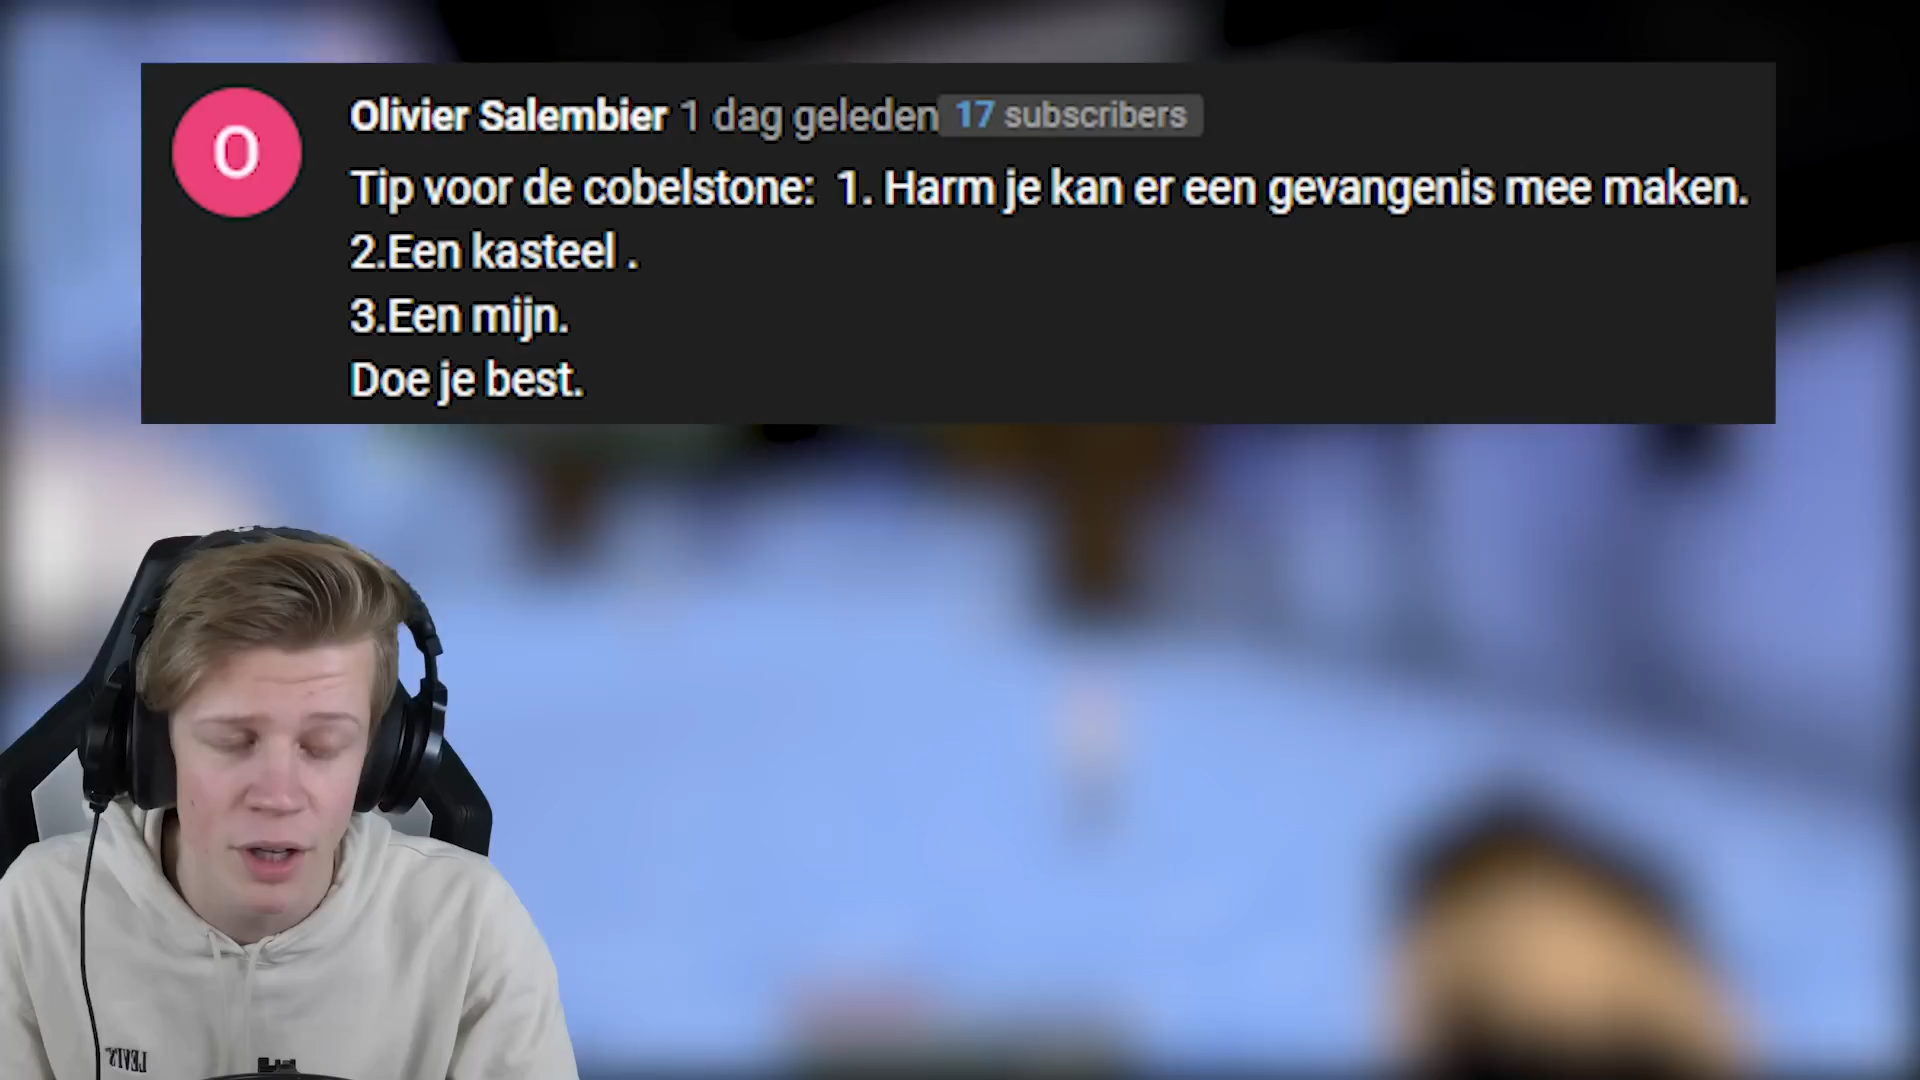 O
Olivier Salembier 1 dag geleden 17 subscribers
Tip voor de cobelstone:  1. Harm je kan er een gevangenis mee maken.
2.Een kasteel .
3.Een mijn.
Doe je best.
LEVI'S